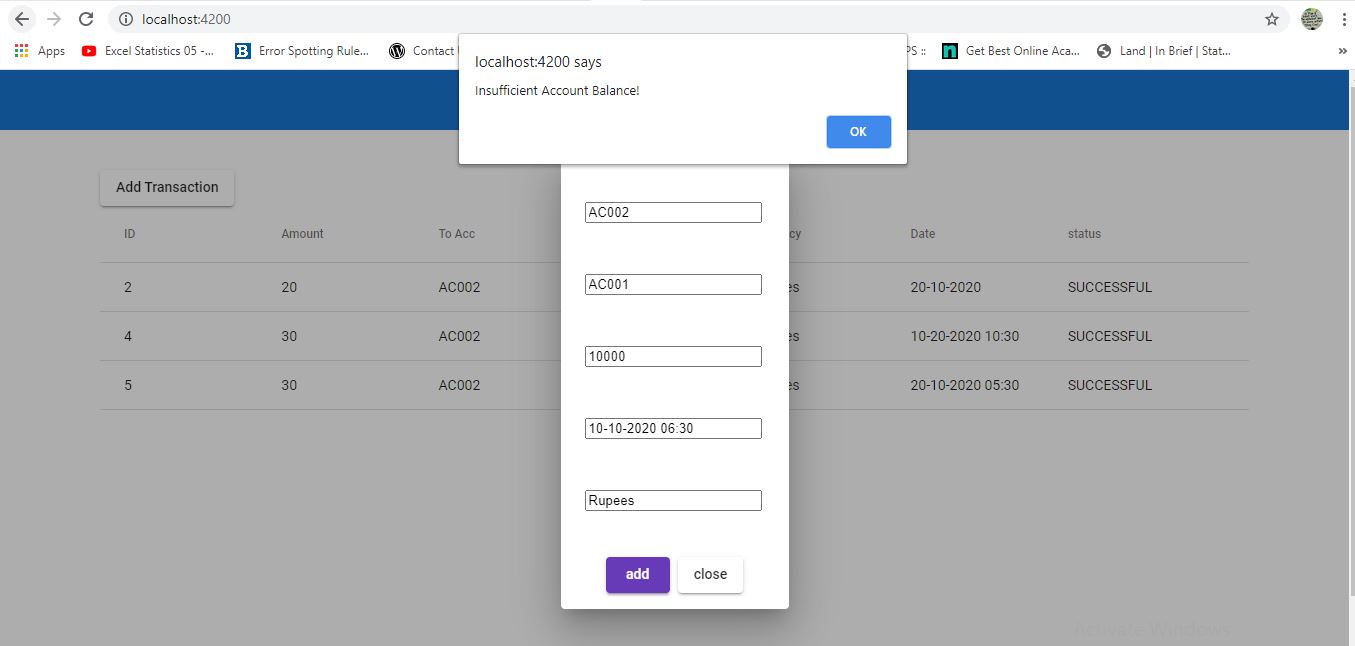 localhost:4200
Apps
Excel Statistics 05 -...
Error Spotting Rule...
Contact
PS ::
Get Best Online Aca...
Land | In Brief | Stat...
»
localhost:4200 says
Insufficient Account Balance!
OK
Add Transaction
ID Amount To Acc cy Date status
2 20 AC002 es 20-10-2020 SUCCESSFUL
4 30 AC002 es 10-20-2020 10:30 SUCCESSFUL
5 30 AC002 es 20-10-2020 05:30 SUCCESSFUL
AC002
AC001
10000
10-10-2020 06:30
Rupees
add close
Activate Windows